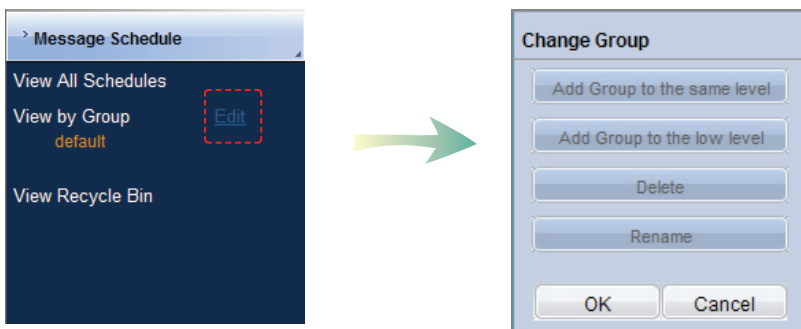 › Message Schedule
View All Schedules
View by Group Edit
default
View Recycle Bin
Change Group
Add Group to the same level
Add Group to the low level
Delete
Rename
OK Cancel